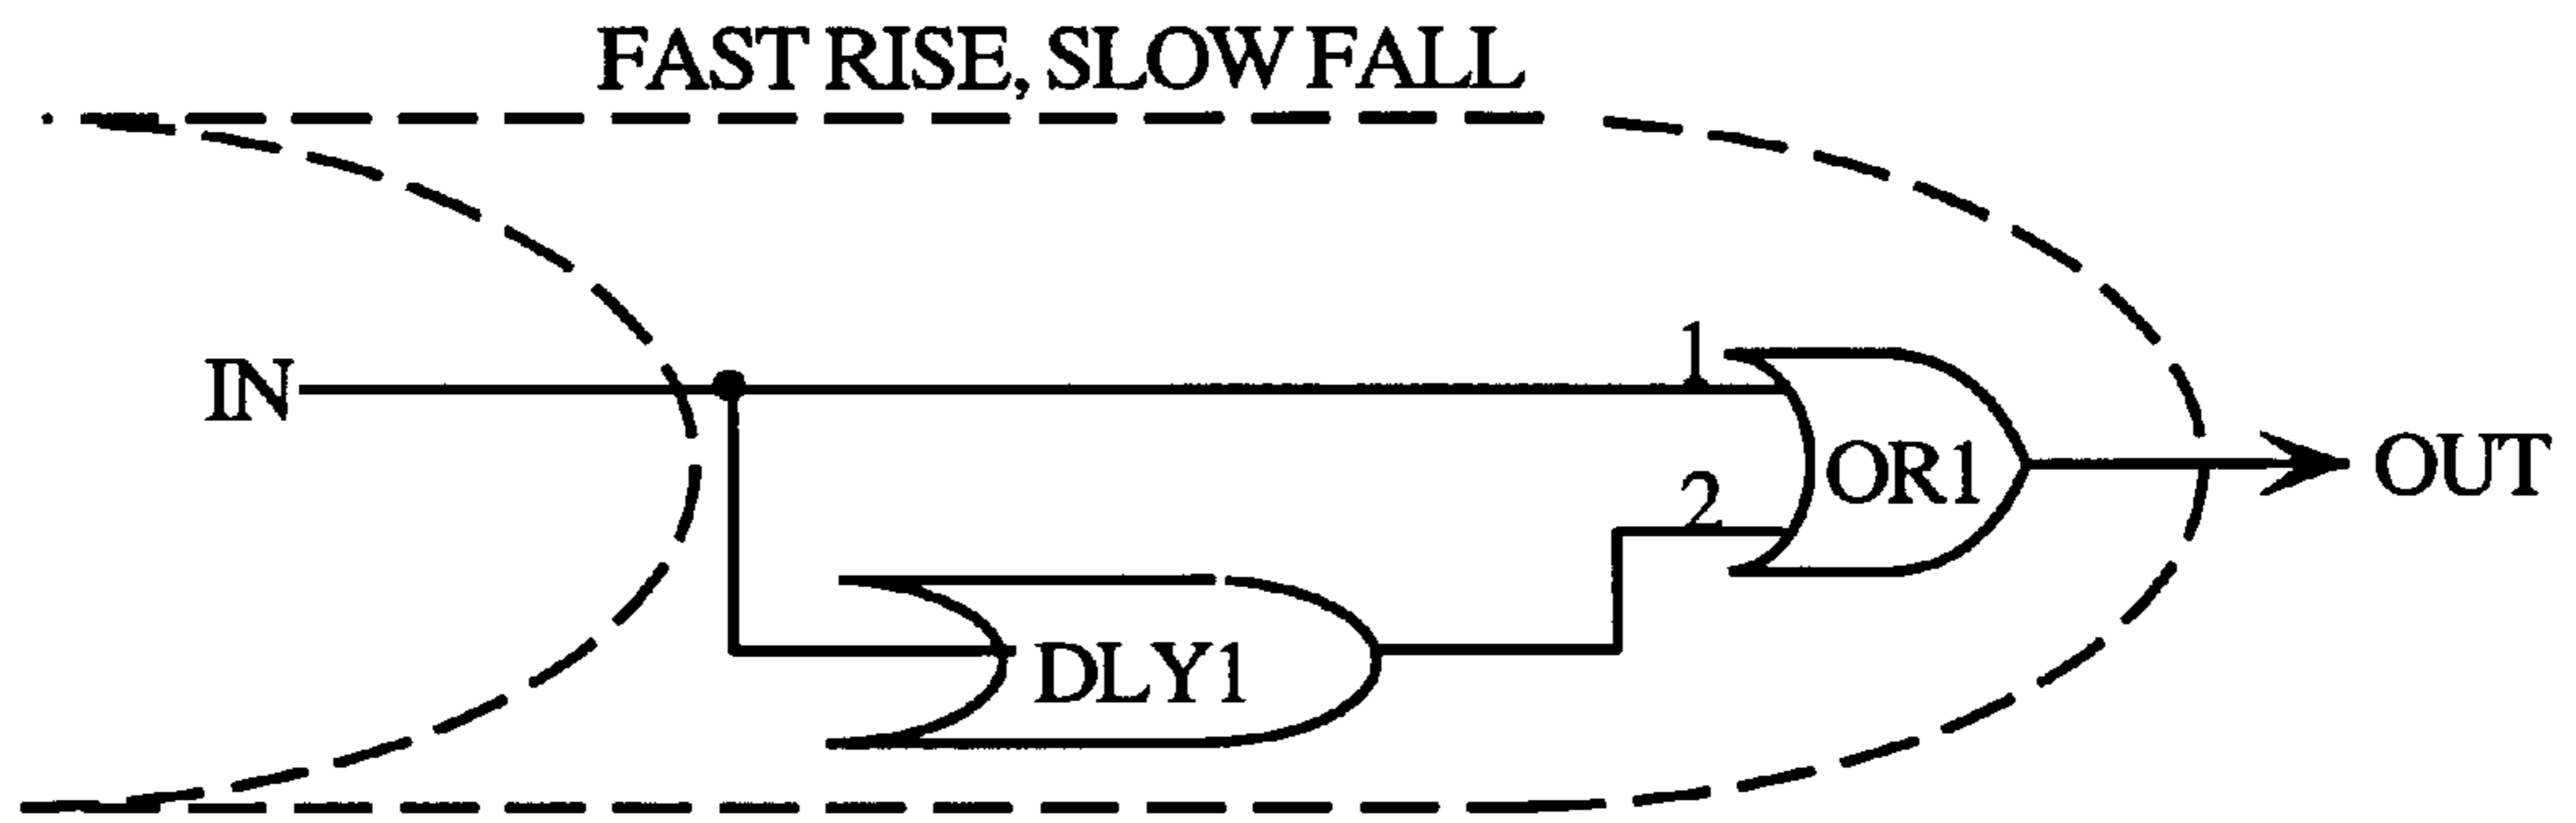 FAST RISE, SLOW FALL
IN
1
2
OR1
OUT
DLY1